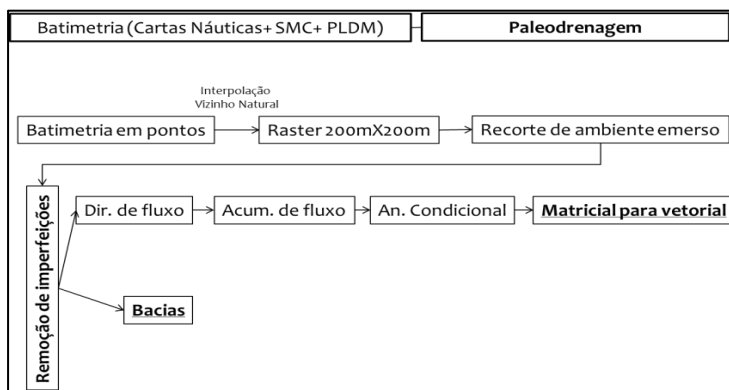 Batimetria (Cartas Náuticas+ SMC+ PLDM)
Paleodrenagem
Interpolação
Vizinho Natural
Batimetria em pontos
Raster 200mX200m
Recorte de ambiente emerso
Remoção de imperfeições
Dir. de fluxo
Acum. de fluxo
An. Condicional
Matricial para vetorial
Bacias